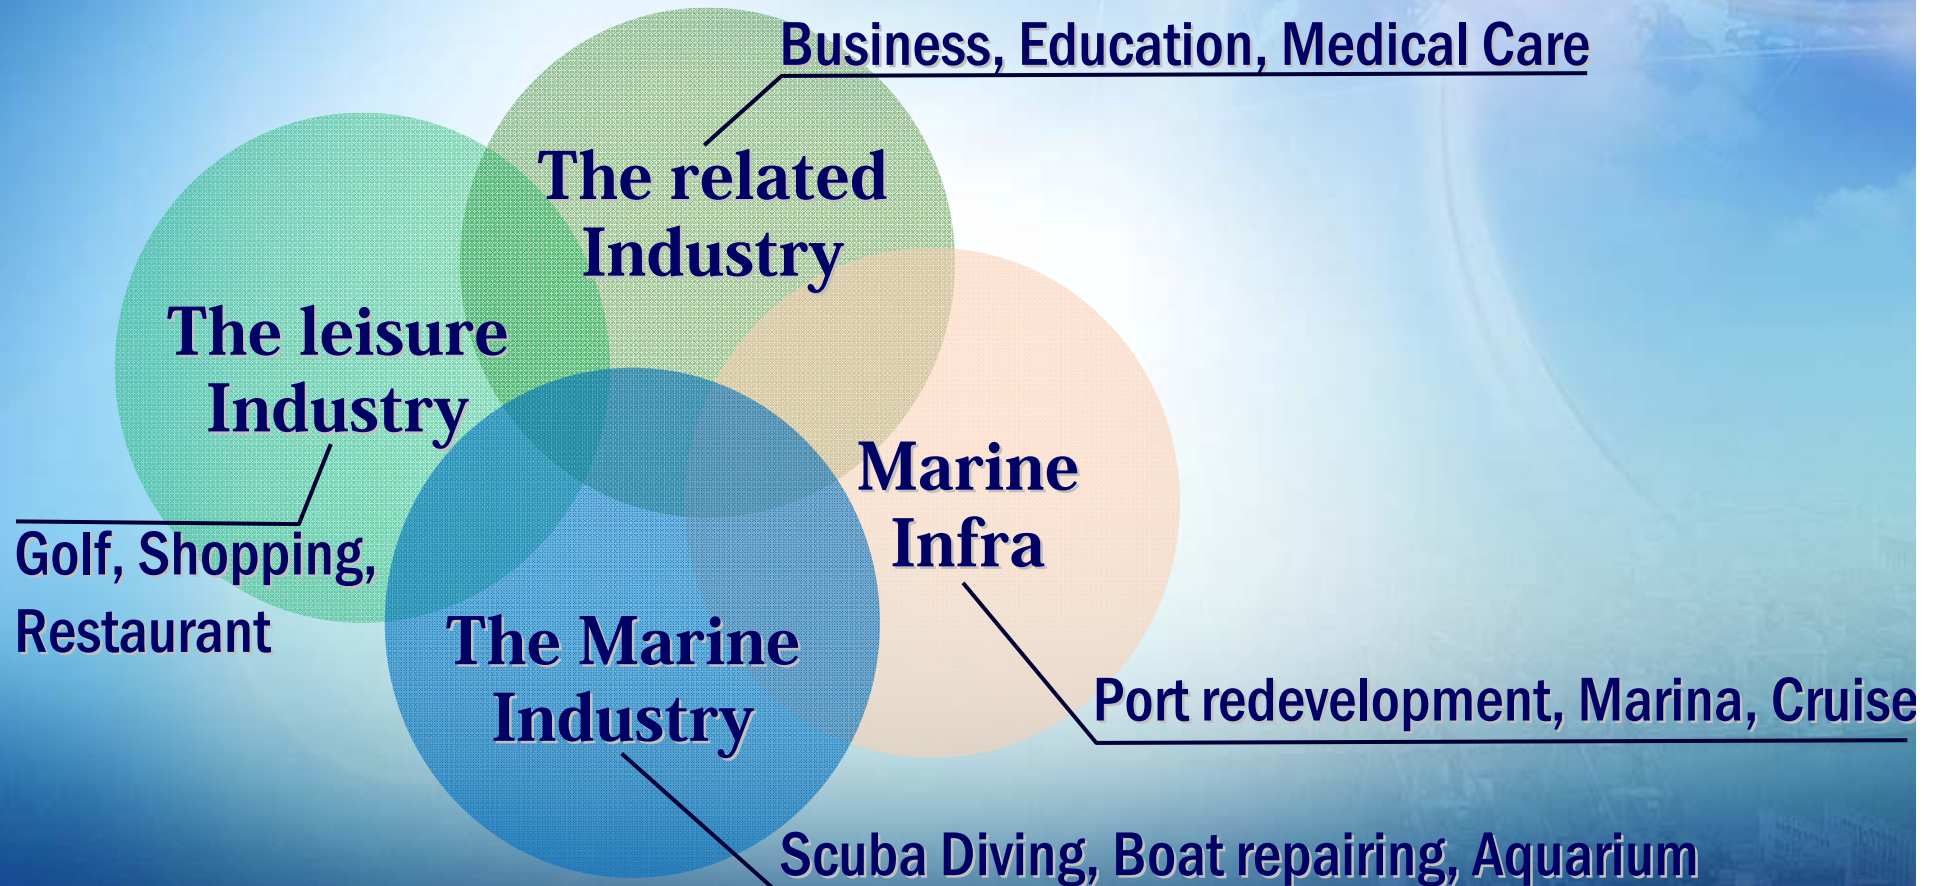 Business, Education, Medical Care
The related
Industry
The leisure
Industry
Marine
Infra
Golf, Shopping,
Restaurant
The Marine
Industry
Port redevelopment, Marina, Cruise
Scuba Diving, Boat repairing, Aquarium